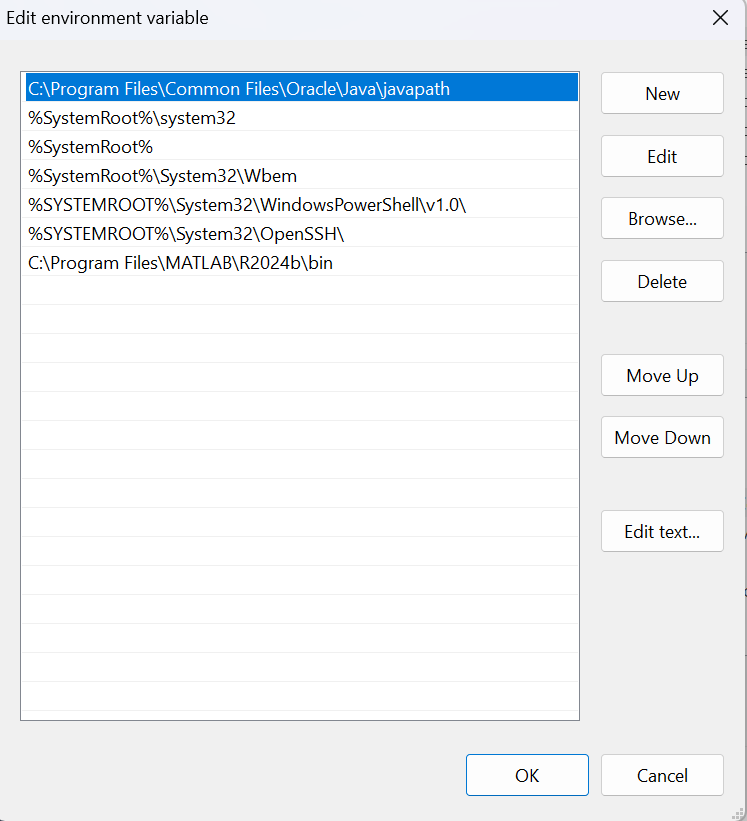 Edit environment variable
C:\Program Files\Common Files\Oracle\Java\javapath
%SystemRoot%\system32
%SystemRoot%
%SystemRoot%\System32\Wbem
%SYSTEMROOT%\System32\WindowsPowerShell\v1.0\
%SYSTEMROOT%\System32\OpenSSH\
C:\Program Files\MATLAB\R2024b\bin
New
Edit
Browse...
Delete
Move Up
Move Down
Edit text...
OK
Cancel